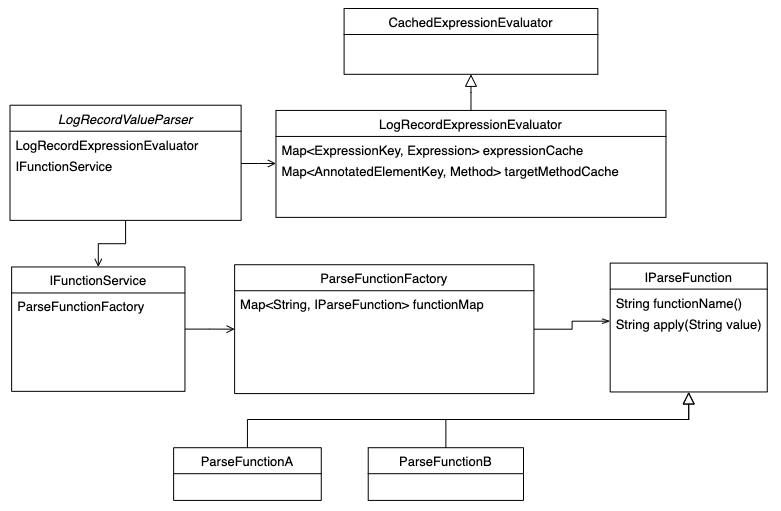 CachedExpressionEvaluator
LogRecordValueParser
LogRecordExpressionEvaluator
IFunctionService
LogRecordExpressionEvaluator
Map<ExpressionKey, Expression> expressionCache
Map<AnnotatedElementKey, Method> targetMethodCache
IFunctionService
ParseFunctionFactory
ParseFunctionFactory
Map<String, IParseFunction> functionMap
IParseFunction
String functionName()
String apply(String value)
ParseFunctionA
ParseFunctionB